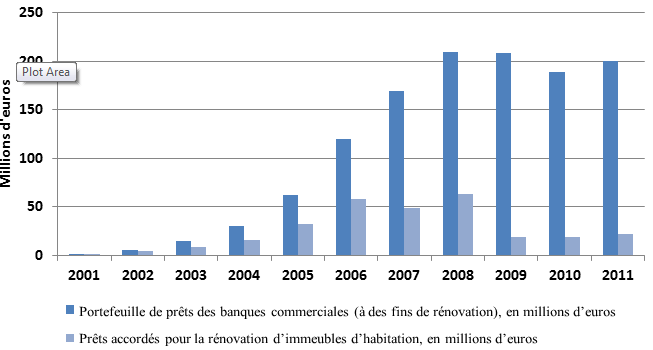 250
200
Plot Area
150
100
50
0
Millions d'euros
2001 2002 2003 2004 2005 2006 2007 2008 2009 2010 2011
Portefeuille de prêts des banques commerciales (à des fins de rénovation), en millions d’euros
Prêts accordés pour la rénovation d’immeubles d’habitation, en millions d’euros